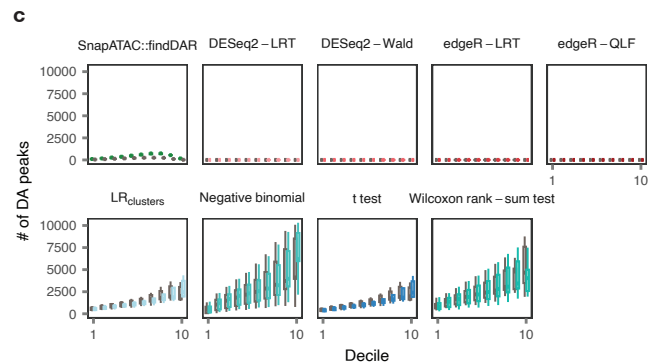 c
SnapATAC::findDAR DESeq2–LRT DESeq2–Wald edgeR–LRT edgeR–QLF
10000
7500
5000
2500
0
1 10
# of DA peaks
LRclusters Negative binomial t test Wilcoxon rank–sum test
10000
7500
5000
2500
0
1 10 1 10 1 10 1 10
Decile